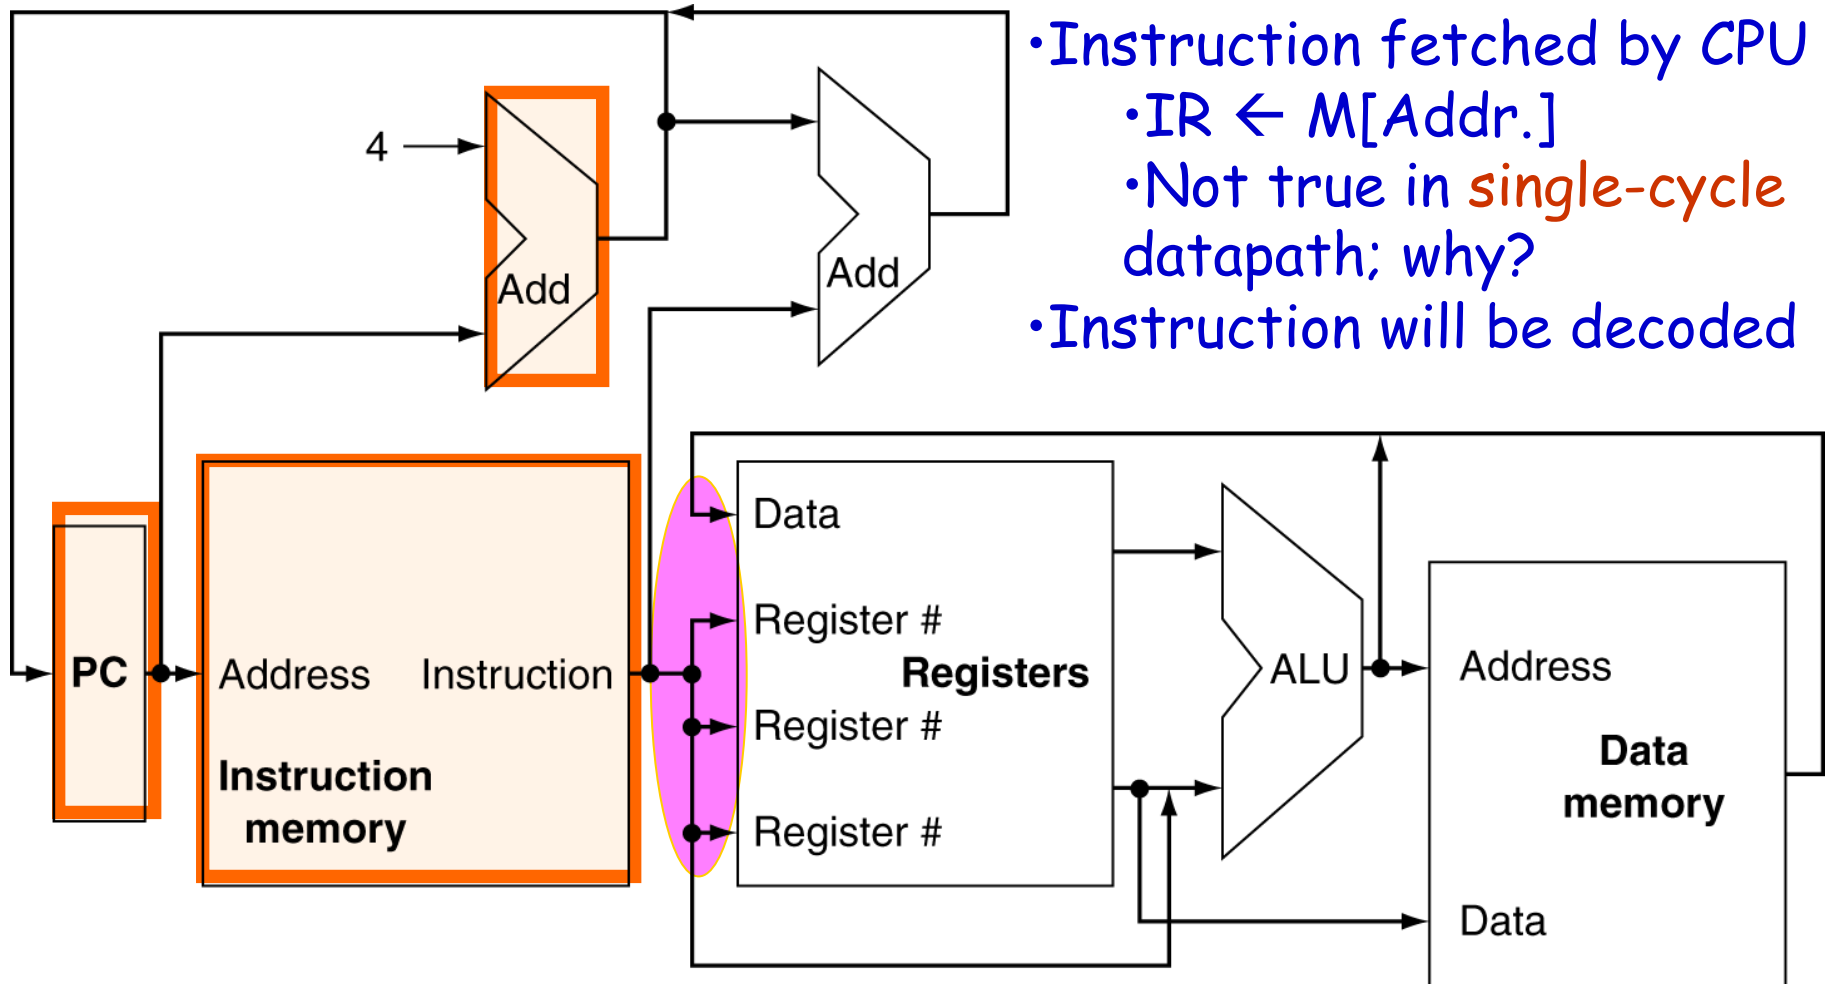 •Instruction fetched by CPU
•IR ← M[Addr.]
•Not true in single-cycle
datapath; why?
•Instruction will be decoded
4
Add
Add
PC
Address
Instruction
Instruction
memory
Data
Register #
Registers
Register #
Register #
ALU
Address
Data
memory
Data